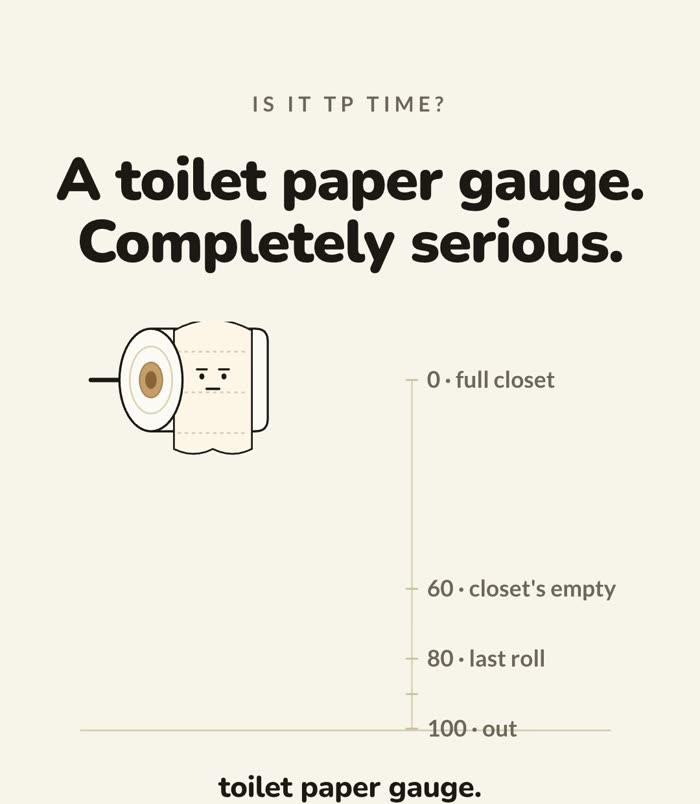 IS IT TP TIME?
A toilet paper gauge.
Completely serious.
0 · full closet
60 · closet's empty
80 · last roll
100 · out
toilet paper gauge.